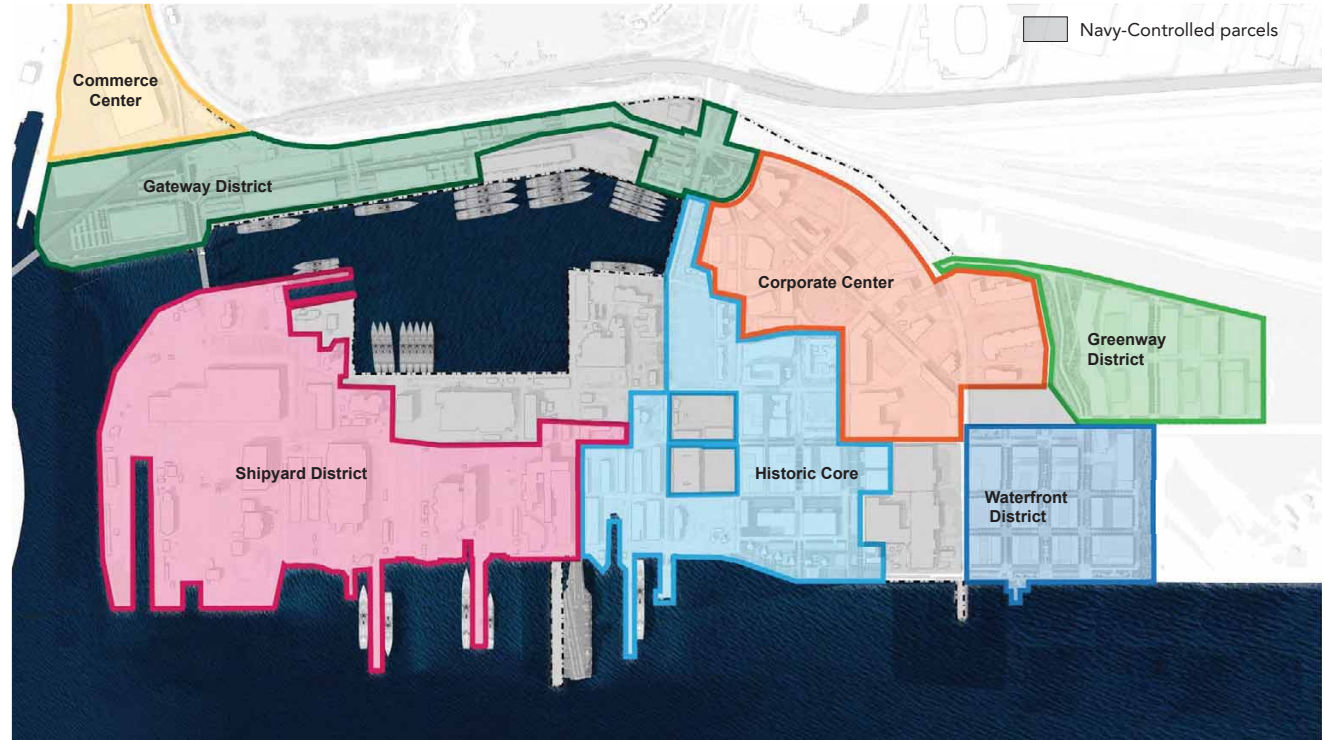 Navy-Controlled parcels
Commerce
Center
Gateway District
Corporate Center
Greenway
District
Shipyard District
Historic Core
Waterfront
District